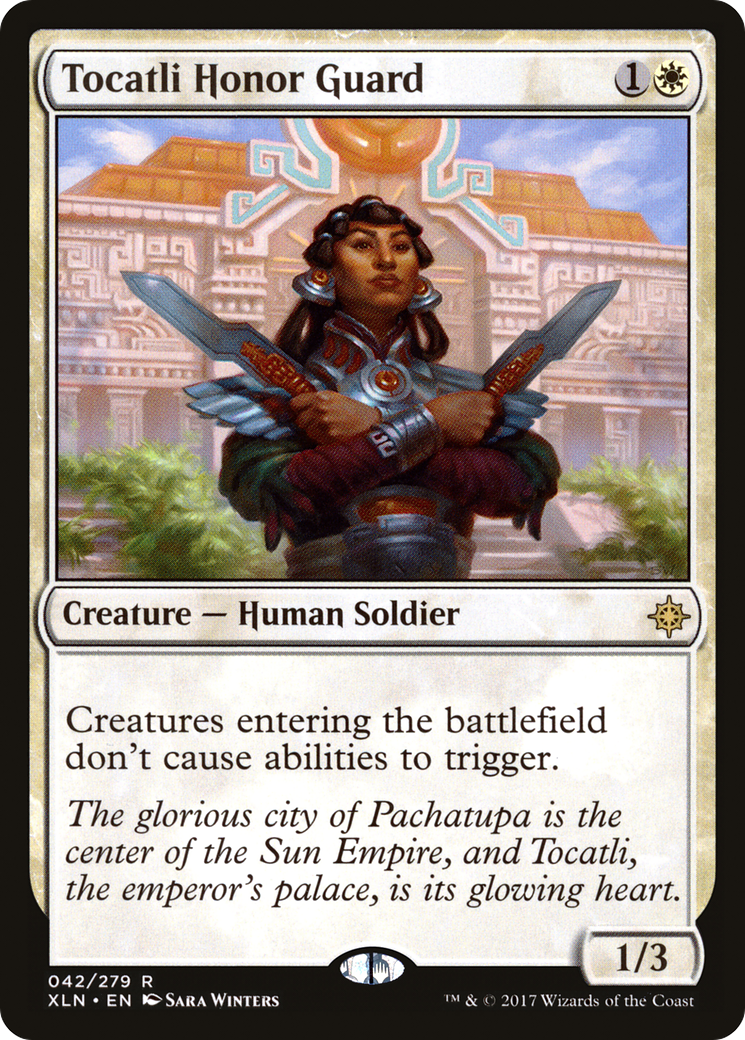 Tocatli Honor Guard 1
Creature — Human Soldier
Creatures entering the battlefield
don't cause abilities to trigger.
The glorious city of Pachatupa is the
center of the Sun Empire, and Tocatli,
the emperor's palace, is its glowing heart.
1/3
042/279 R
XLN • EN Sara Winters
™ & © 2017 Wizards of the Coast